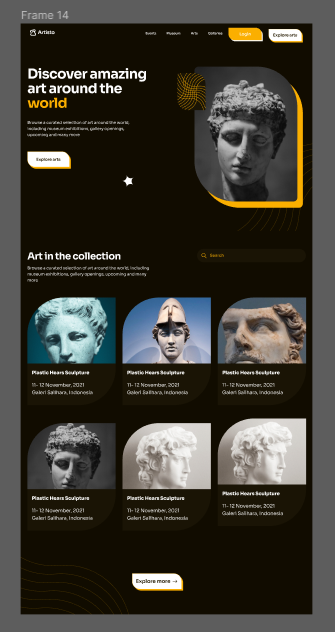 Frame 14
Artista
Events Museum Arts Galleries Login Explore arts
Discover amazing
art around the
world
Browse a curated selection of art around the world,
including museum exhibitions, gallery openings,
upcoming and many more
Explore arts
Art in the collection
Search
Browse a curated selection of art around the world, including
museum exhibitions, gallery openings, upcoming and many
more
Plastic Hears Sculpture
11- 12 November, 2021
Galeri Salihara, Indonesia
Plastic Hears Sculpture
11- 12 November, 2021
Galeri Salihara, Indonesia
Plastic Hears Sculpture
11- 12 November, 2021
Galeri Salihara, Indonesia
Plastic Hears Sculpture
11- 12 November, 2021
Galeri Salihara, Indonesia
Plastic Hears Sculpture
11- 12 November, 2021
Galeri Salihara, Indonesia
Plastic Hears Sculpture
11- 12 November, 2021
Galeri Salihara, Indonesia
Explore more →